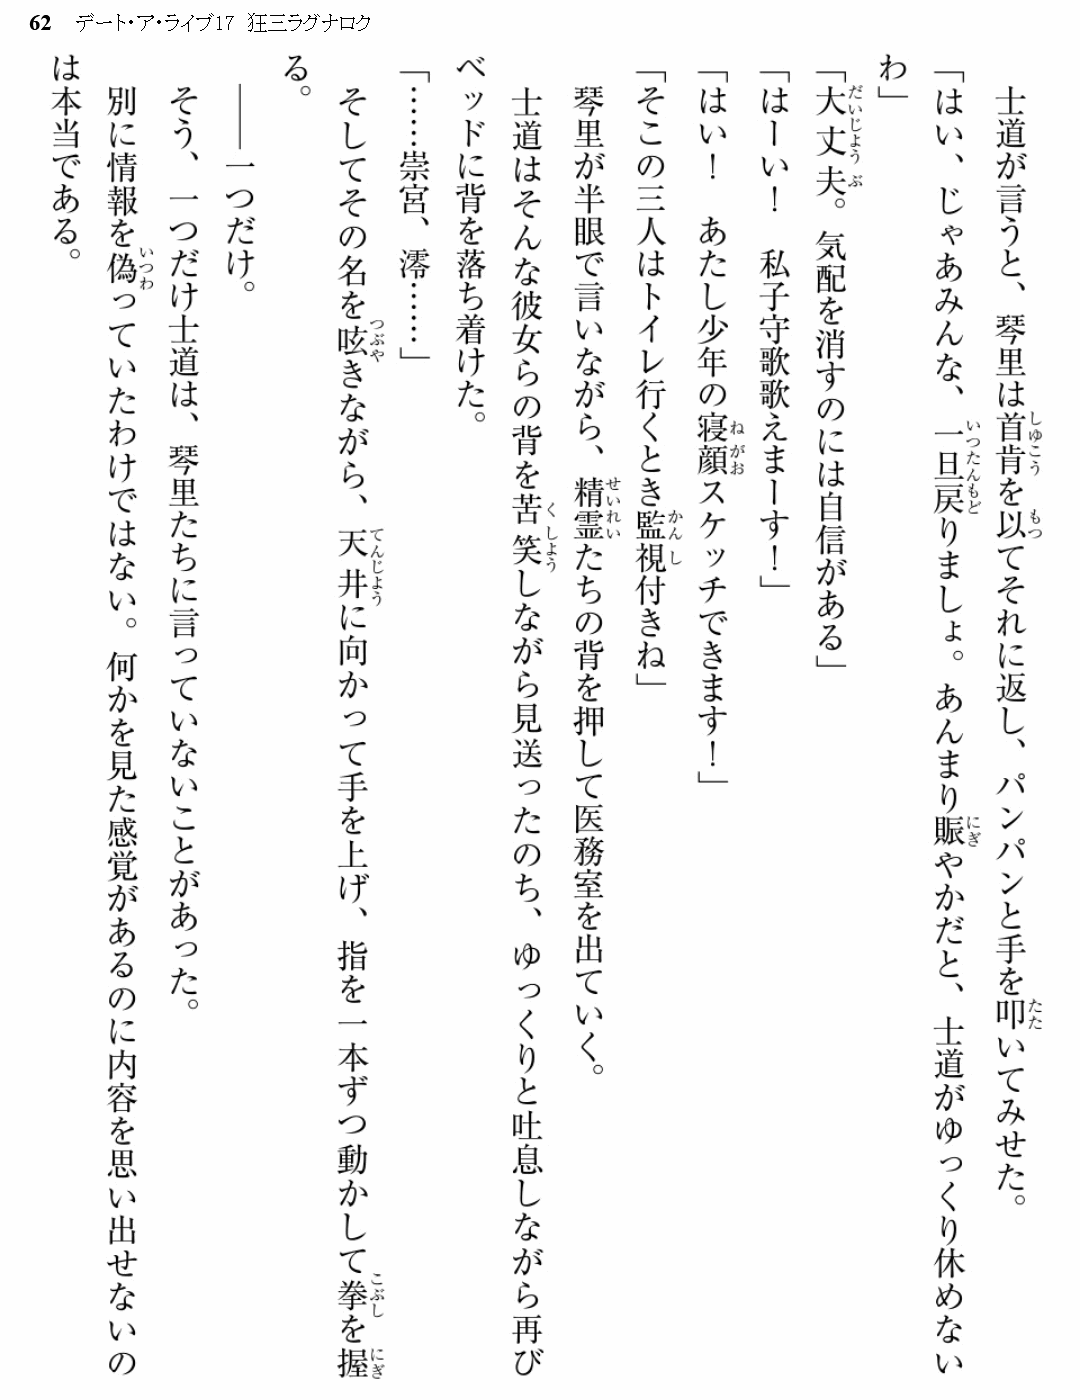 62 デート・ア・ライブ17 狂三ラグナロク
士道が言うと、琴里は首肯を以てそれに返し、パンパンと手を叩いてみせた。
「はい、じゃあみんな、一旦戻りましょ。あんまり賑やかだと、士道がゆっくり休めない
わ」
「大丈夫。気配を消すのには自信がある」
「はーい！　私子守歌歌えまーす！」
「はい！　あたし少年の寝顔スケッチできます！」
「そこの三人はトイレ行くとき監視付きね」
琴里が半眼で言いながら、精霊たちの背を押して医務室を出ていく。
士道はそんな彼女らの背を苦笑しながら見送ったのち、ゆっくりと吐息しながら再び
ベッドに背を落ち着けた。
「……崇宮、澪……」
そしてその名を呟きながら、天井に向かって手を上げ、指を一本ずつ動かして拳を握
る。
――一つだけ。
そう、一つだけ士道は、琴里たちに言っていないことがあった。
別に情報を偽っていたわけではない。何かを見た感覚があるのに内容を思い出せないの
は本当である。